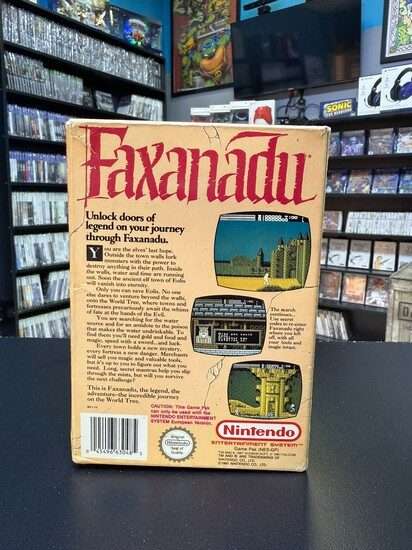 Faxanadu
Unlock doors of
legend on your journey
through Faxanadu.
You are the elves' last hope.
Outside the town walls lurk
monsters with the power to
destroy anything in their path. Inside
the walls, water and time are running
out. Soon the ancient elf town of Eolis
will vanish into eternity.
Only you can save Eolis. No one
else dares to venture beyond the walls,
onto the World Tree, where towns and
fortresses precariously await the whims
of fate at the hands of the Evil.
You are searching for the water
source and for an antidote to the poison
that makes the water undrinkable. To
find them you'll need gold and food and
magic, speed with a sword...and luck.
Every town holds a new mystery,
every fortress a new danger. Merchants
will sell you magic and valuable tools,
but it's up to you to figure out what you
need. Long, secret mantras help you slip
through the mists, but will you survive
the next challenge?
This is Faxanadu, the legend, the
adventure–the incredible journey
on the World Tree.
The march
continues...
the secret
codes to re-enter
Faxanadu right
where you left
off, with all
your tools and
magic intact.
CAUTION: This Game Pak
can only be used with the
NINTENDO ENTERTAINMENT
SYSTEM European Version.
Nintendo
ENTERTAINMENT SYSTEM
Game Pak (NES-GP)
SONIC